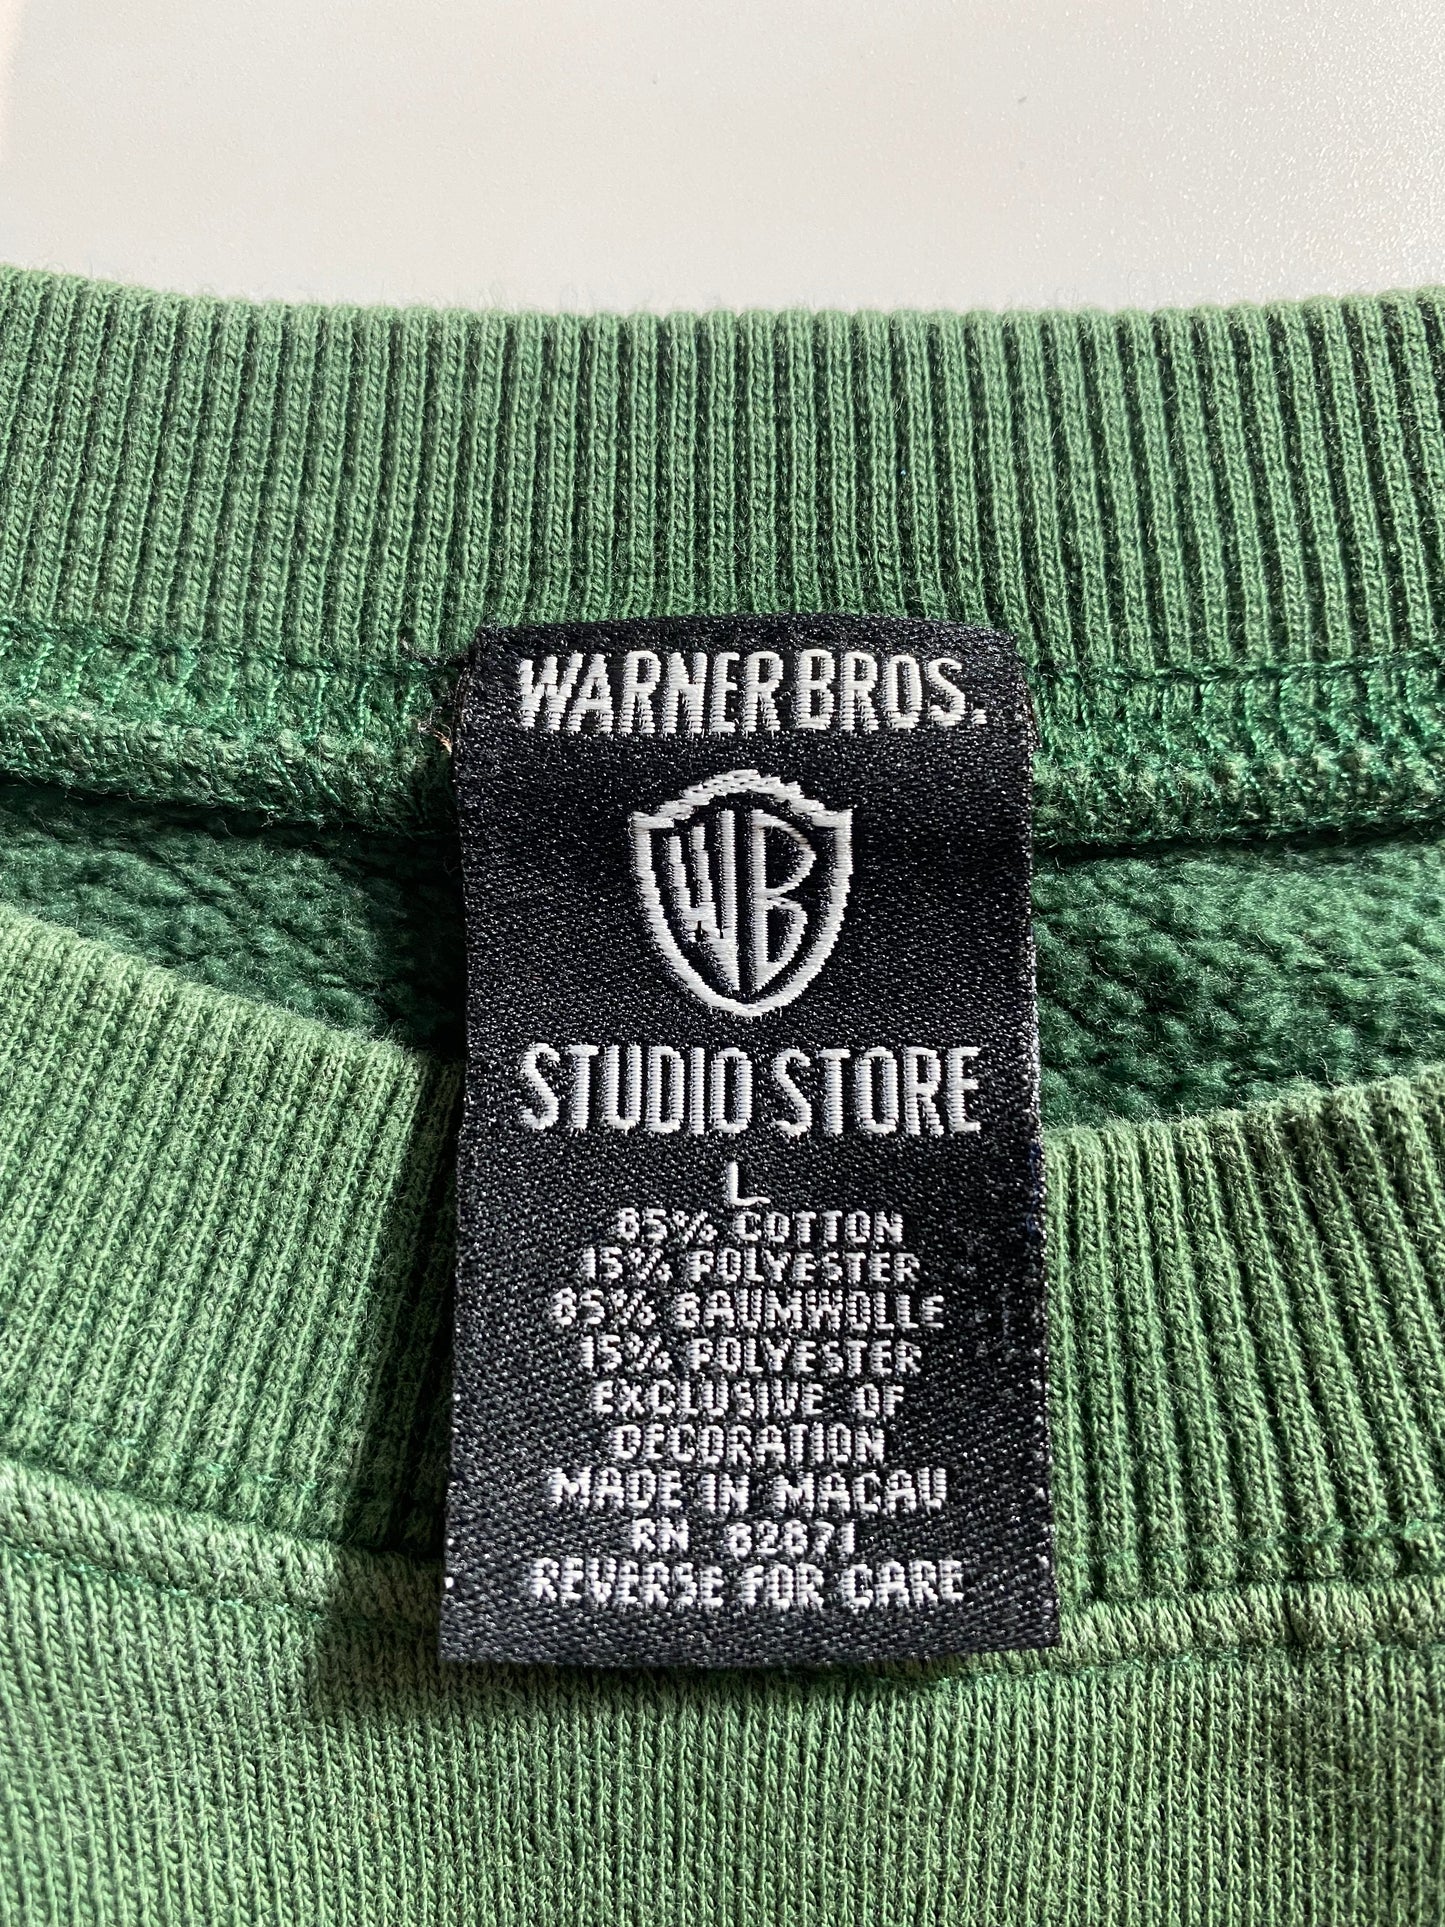 WARNER BROS.
WB
STUDIO STORE
L
85% COTTON
15% POLYESTER
85% BAUMWOLLE
15% POLYESTER
EXCLUSIVE OF
DECORATION
MADE IN MACAU
RN 82871
REVERSE FOR CARE